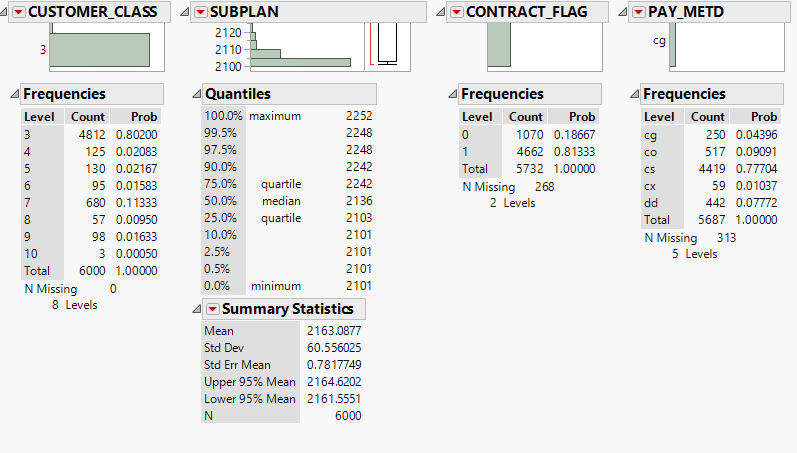 CUSTOMER_CLASS
3
Frequencies
Level Count Prob
3 4812 0.80200
4 125 0.02083
5 130 0.02167
6 95 0.01583
7 680 0.11333
8 57 0.00950
9 98 0.01633
10 3 0.00050
Total 6000 1.00000
N Missing 0
8 Levels
SUBPLAN
2120
2110
2100
Quantiles
100.0% maximum 2252
99.5% 2248
97.5% 2248
90.0% 2242
75.0% quartile 2242
50.0% median 2136
25.0% quartile 2103
10.0% 2101
2.5% 2101
0.5% 2101
0.0% minimum 2101
Summary Statistics
Mean 2163.0877
Std Dev 60.556025
Std Err Mean 0.7817749
Upper 95% Mean 2164.6202
Lower 95% Mean 2161.5551
N 6000
CONTRACT_FLAG
Frequencies
Level Count Prob
0 1070 0.18667
1 4662 0.81333
Total 5732 1.00000
N Missing 268
2 Levels
PAY_METD
cg
Frequencies
Level Count Prob
cg 250 0.04396
co 517 0.09091
cs 4419 0.77704
cx 59 0.01037
dd 442 0.07772
Total 5687 1.00000
N Missing 313
5 Levels